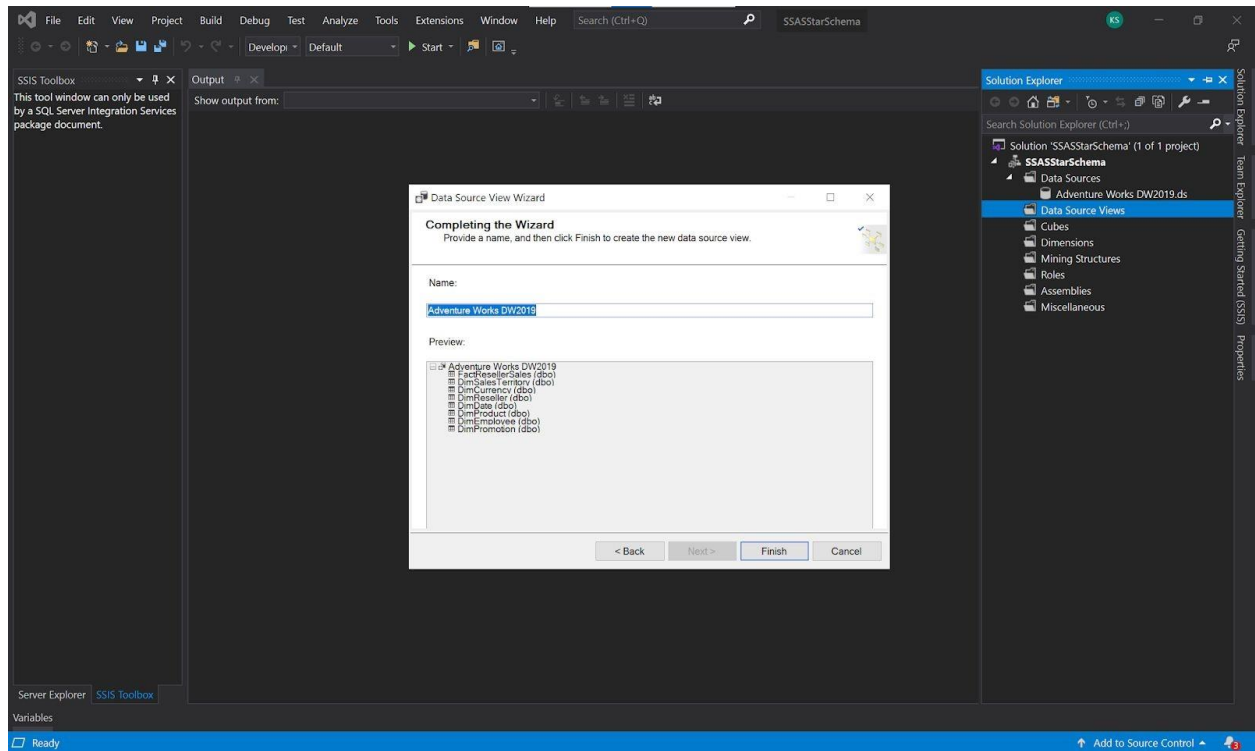 File Edit View Project Build Debug Test Analyze Tools Extensions Window Help Search (Ctrl+Q) SSASStarSchema KS
Develop Default Start
SSIS Toolbox
This tool window can only be used
by a SQL Server Integration Services
package document.
Output
Show output from:
Data Source View Wizard
Completing the Wizard
Provide a name, and then click Finish to create the new data source view.
Name:
Adventure Works DW2019
Preview:
Adventure Works DW2019
FactResellerSales (dbo)
DimSalesTerritory (dbo)
DimCurrency (dbo)
DimReseller (dbo)
DimDate (dbo)
DimProduct (dbo)
DimEmployee (dbo)
DimPromotion (dbo)
< Back Next > Finish Cancel
Solution Explorer
Search Solution Explorer (Ctrl+;)
Solution 'SSASStarSchema' (1 of 1 project)
SSASStarSchema
Data Sources
Adventure Works DW2019.ds
Data Source Views
Cubes
Dimensions
Mining Structures
Roles
Assemblies
Miscellaneous
Solution Explorer
Team Explorer
Getting Started (SSIS)
Properties
Server Explorer SSIS Toolbox
Variables
Ready Add to Source Control 3